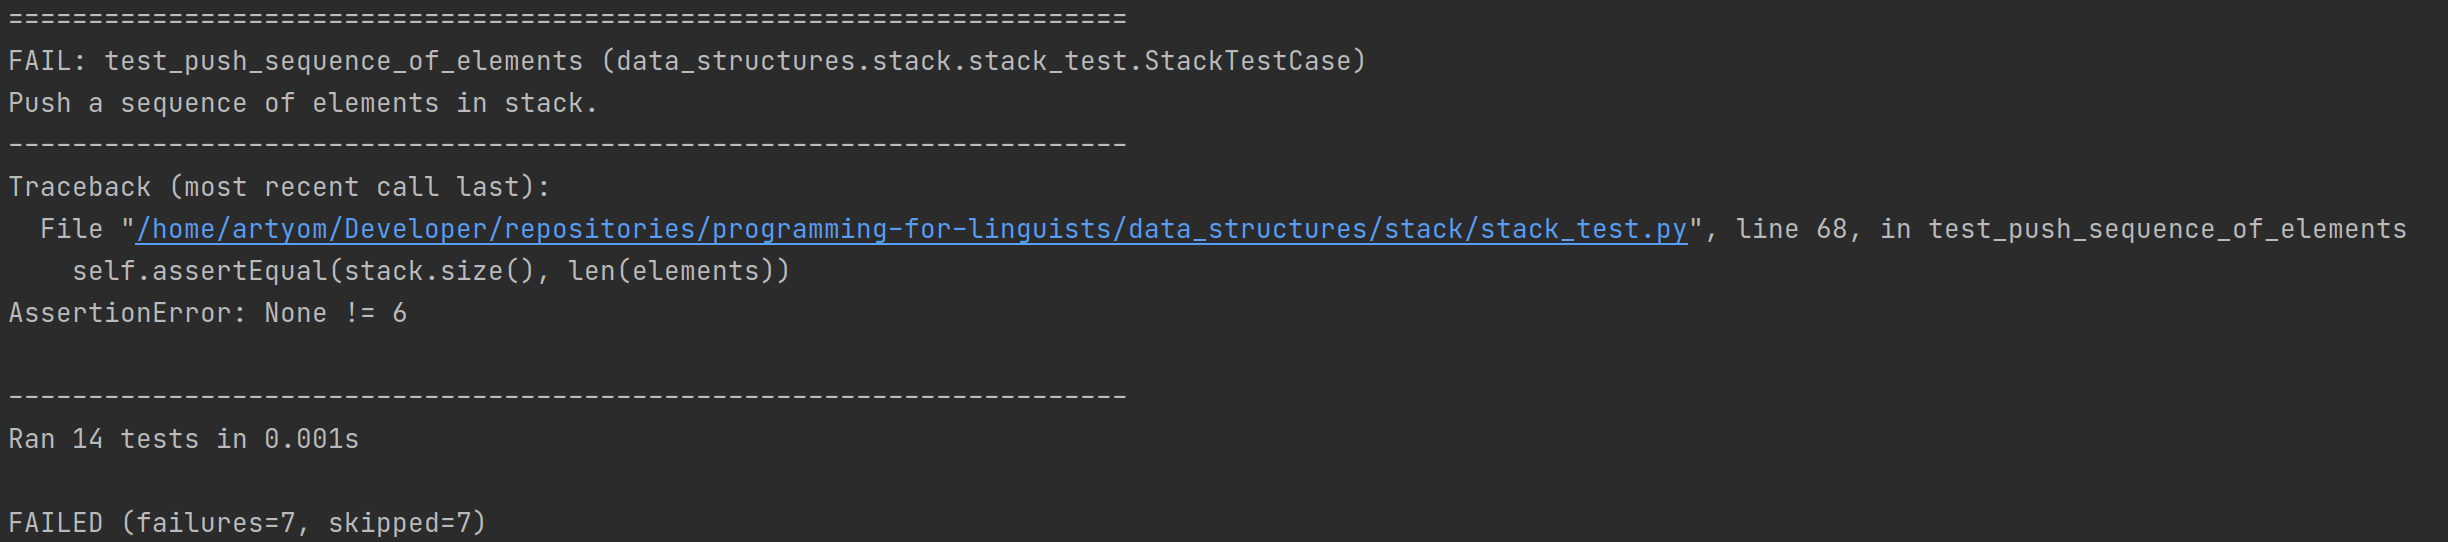 ======================================================================
FAIL: test_push_sequence_of_elements (data_structures.stack.stack_test.StackTestCase)
Push a sequence of elements in stack.
----------------------------------------------------------------------
Traceback (most recent call last):
  File "/home/artyom/Developer/repositories/programming-for-linguists/data_structures/stack/stack_test.py", line 68, in test_push_sequence_of_elements
    self.assertEqual(stack.size(), len(elements))
AssertionError: None != 6

----------------------------------------------------------------------
Ran 14 tests in 0.001s

FAILED (failures=7, skipped=7)